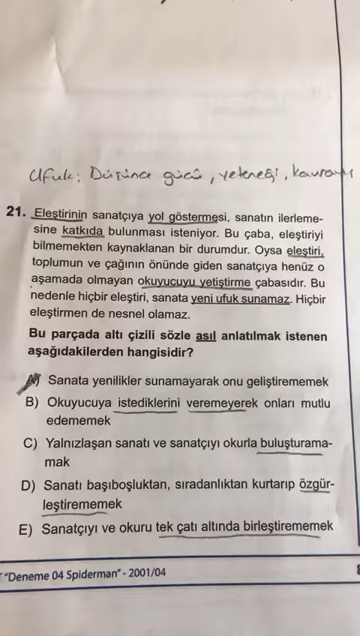 Ufuk; Düşünce gücü, yeteneği, kavrayış
21. Eleştirinin sanatçıya yol göstermesi, sanatın ilerleme-
sine katkıda bulunması isteniyor. Bu çaba, eleştiriyi
bilmemekten kaynaklanan bir durumdur. Oysa eleştiri,
toplumun ve çağının önünde giden sanatçıya henüz o
aşamada olmayan okuyucuyu yetiştirme çabasıdır. Bu
nedenle hiçbir eleştiri, sanata yeni ufuk sunamaz. Hiçbir
eleştirmen de nesnel olamaz.
Bu parçada altı çizili sözle asıl anlatılmak istenen
aşağıdakilerden hangisidir?
A) Sanata yenilikler sunamayarak onu geliştirememek
B) Okuyucuya istediklerini veremeyerek onları mutlu
edememek
C) Yalnızlaşan sanatı ve sanatçıyı okurla buluşturama-
mak
D) Sanatı başıboşluktan, sıradanlıktan kurtarıp özgür-
leştirememek
E) Sanatçıyı ve okuru tek çatı altında birleştirememek
"Deneme 04 Spiderman" - 2001/04